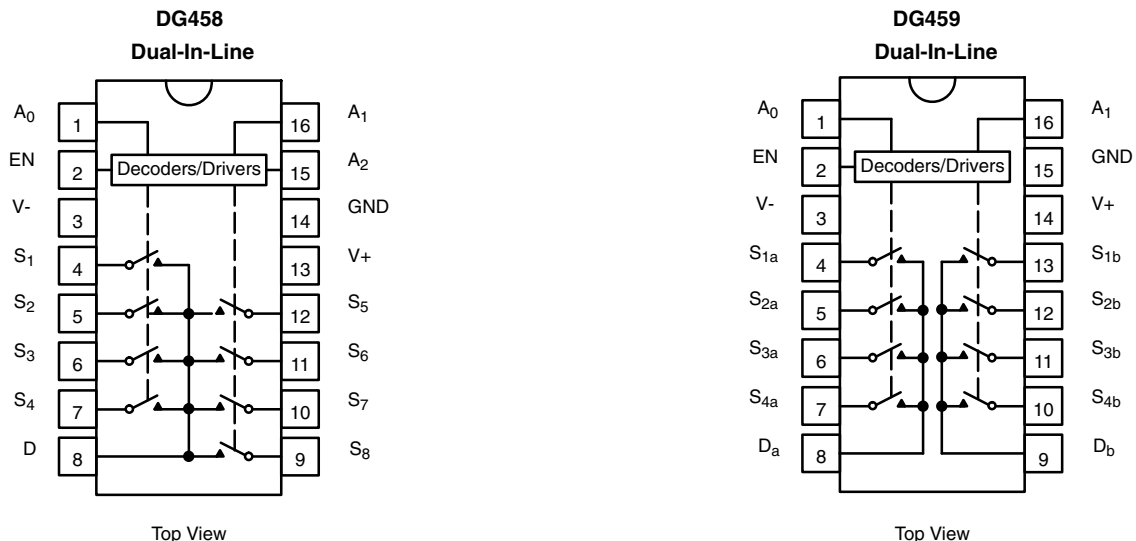 DG458
Dual-In-Line
A0 1 16 A1
EN 2 Decoders/Drivers 15 A2
V- 3 14 GND
S1 4 13 V+
S2 5 12 S5
S3 6 11 S6
S4 7 10 S7
D 8 9 S8
Top View
DG459
Dual-In-Line
A0 1 16 A1
EN 2 Decoders/Drivers 15 GND
V- 3 14 V+
S1a 4 13 S1b
S2a 5 12 S2b
S3a 6 11 S3b
S4a 7 10 S4b
Da 8 9 Db
Top View